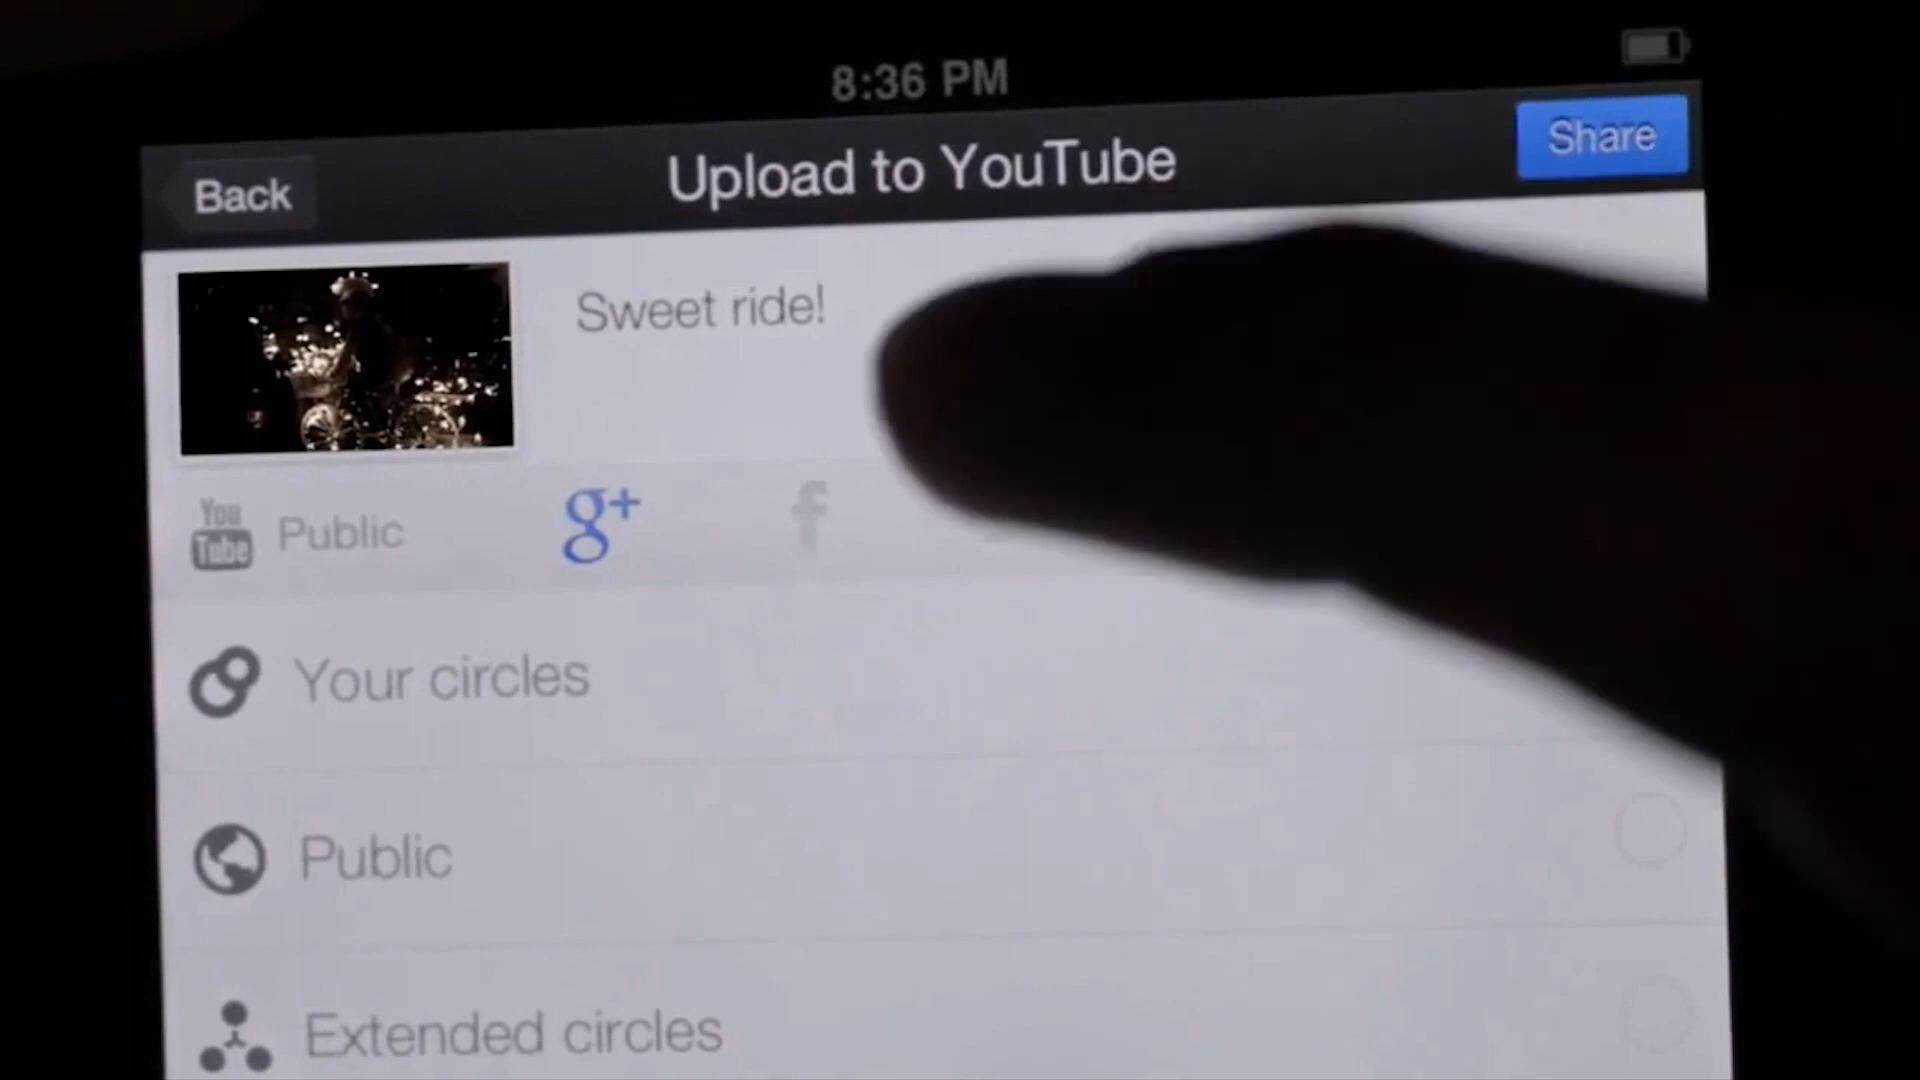 8:36 PM
Back
Upload to YouTube
Share
Sweet ride!
You
Tube
Public
g+
f
Your circles
Public
Extended circles